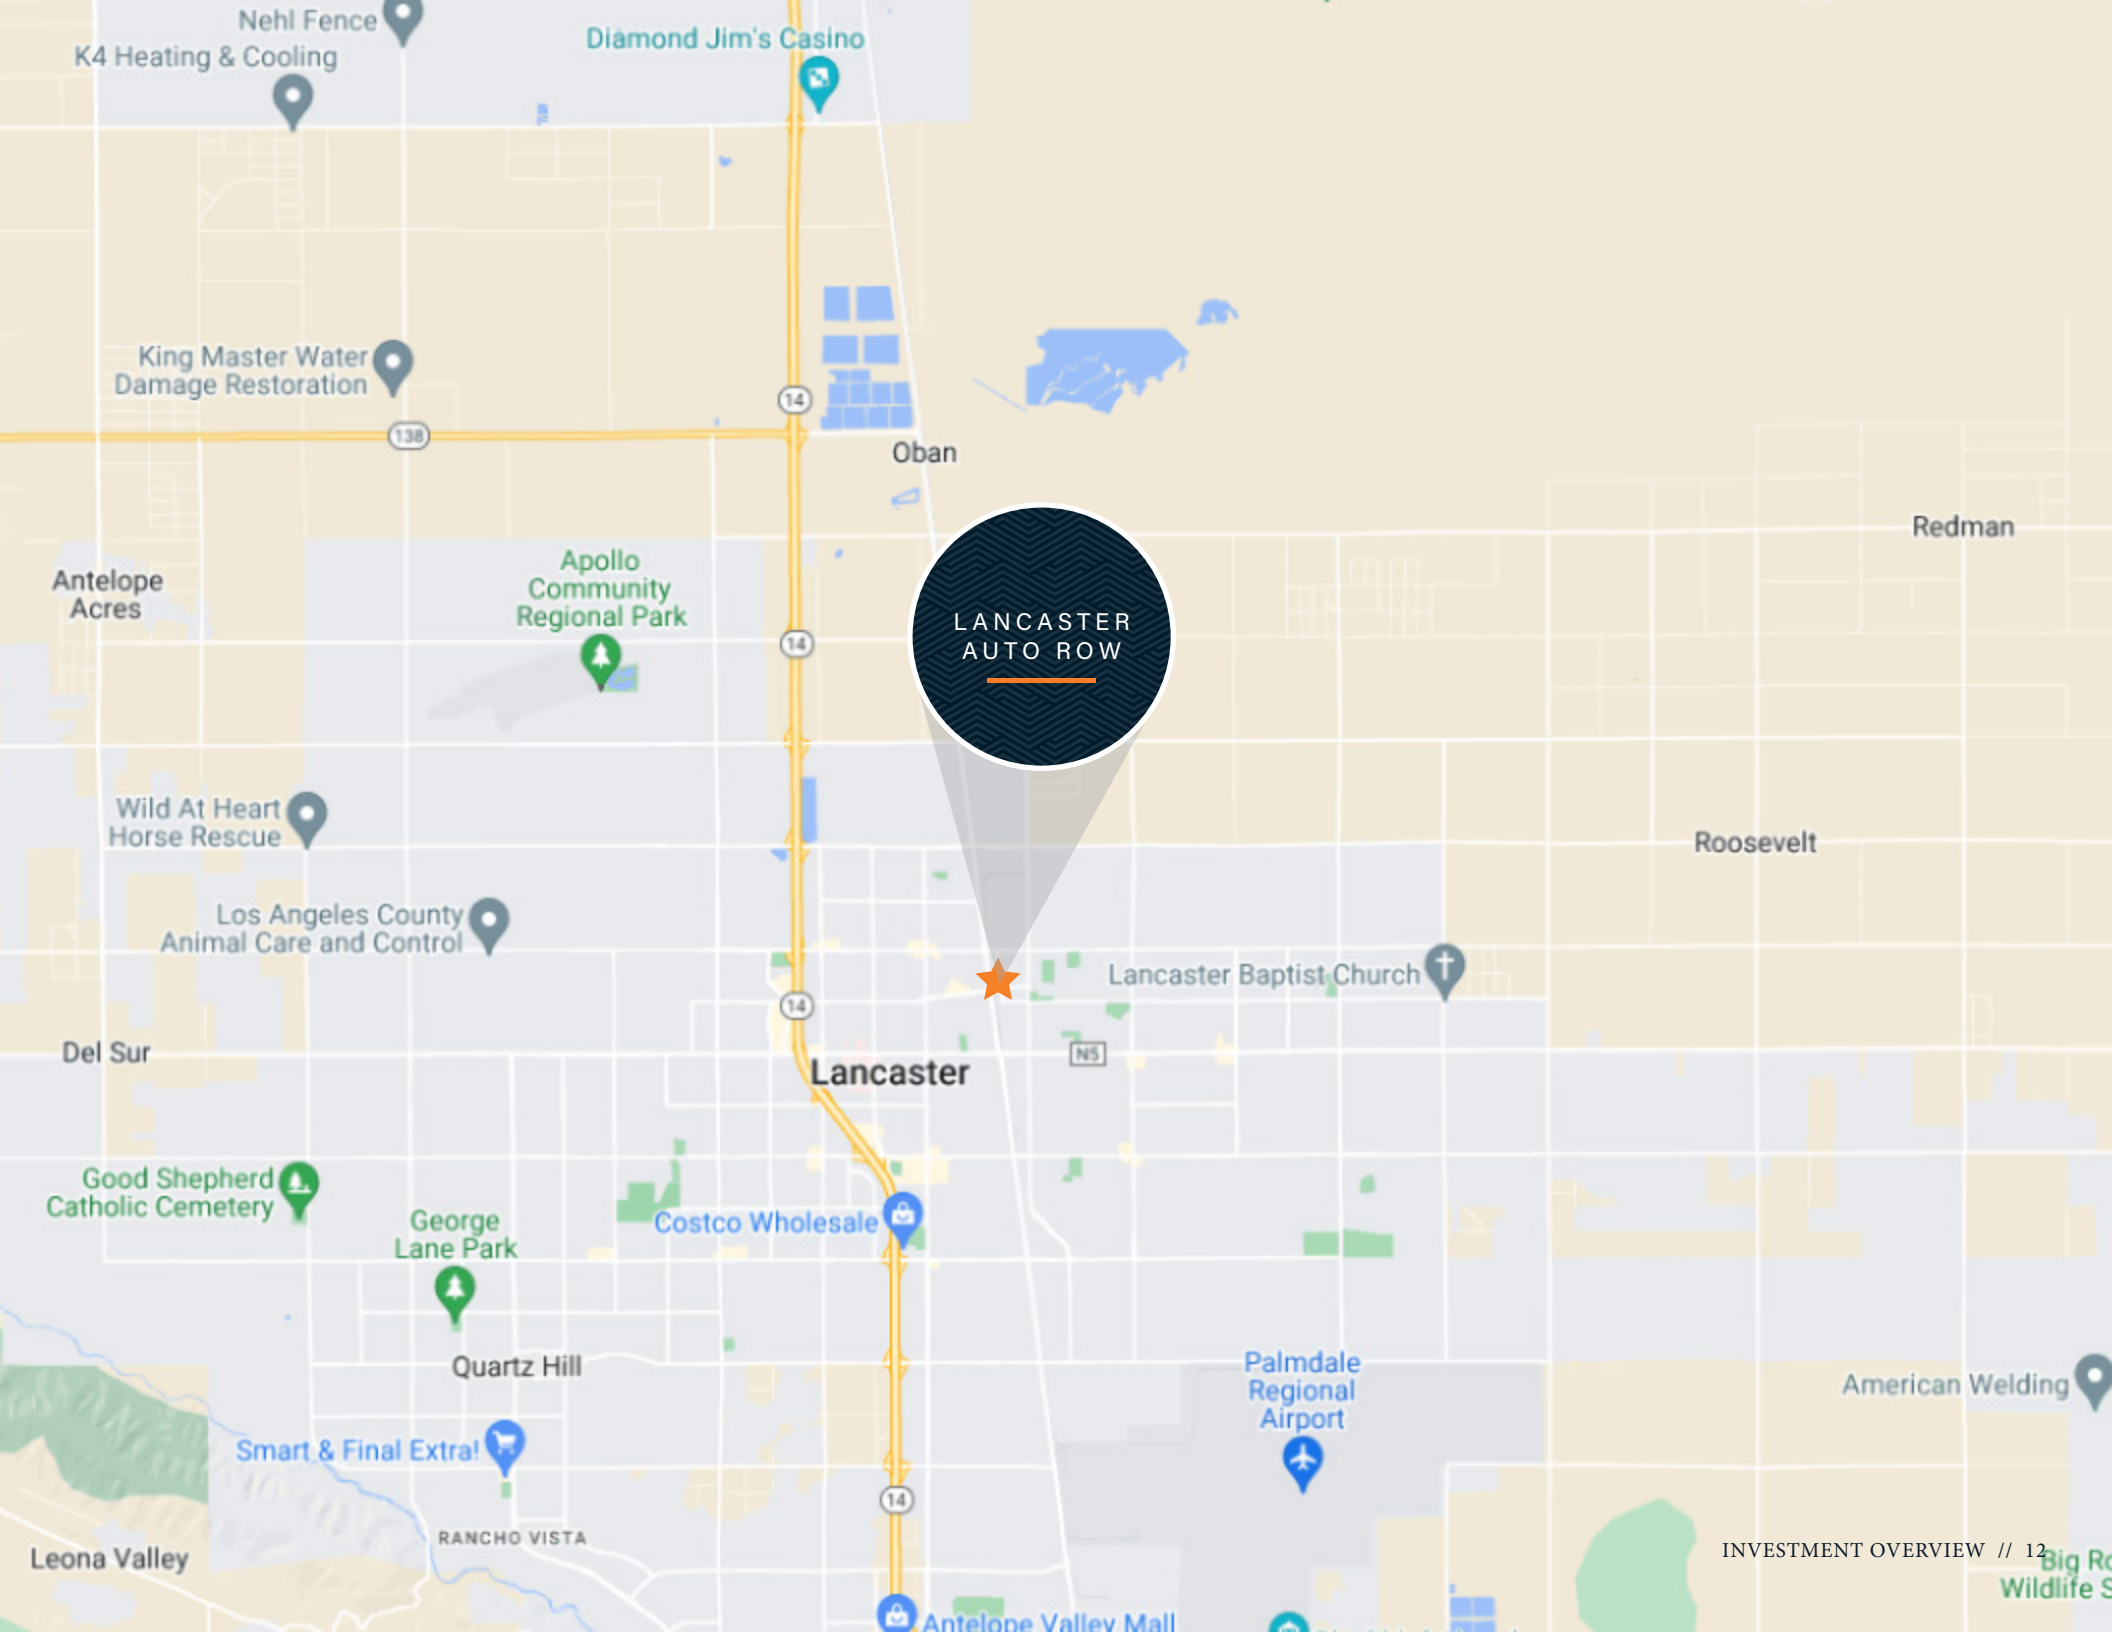 Nehl Fence
K4 Heating & Cooling
Diamond Jim's Casino
King Master Water
Damage Restoration
14
138
Oban
Redman
Antelope
Acres
Apollo
Community
Regional Park
LANCASTER
AUTO ROW
14
Wild At Heart
Horse Rescue
Roosevelt
Los Angeles County
Animal Care and Control
Lancaster Baptist Church
14
Del Sur
N5
Lancaster
Good Shepherd
Catholic Cemetery
George
Lane Park
Costco Wholesale
Quartz Hill
Palmdale
Regional
Airport
American Welding
Smart & Final Extra!
14
RANCHO VISTA
Leona Valley
INVESTMENT OVERVIEW // 12
Big Ro
Wildlife S
Antelope Valley Mall